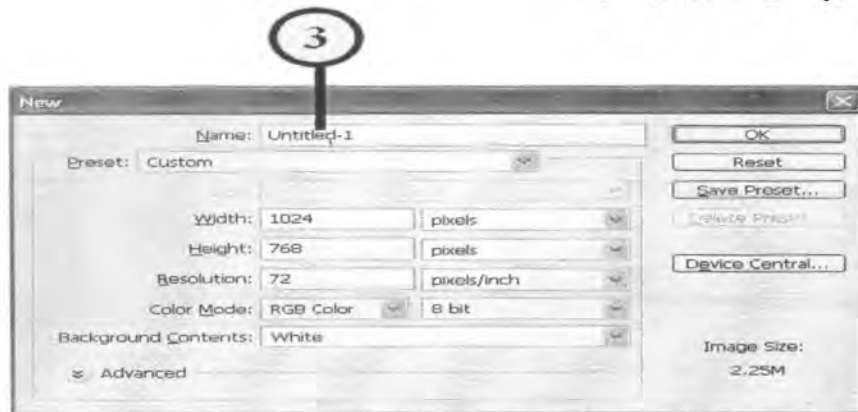 3
New
Name: Untitled-1
OK
Preset: Custom
Reset
Save Preset...
Width: 1024 pixels
Delete Preset...
Height: 768 pixels
Device Central...
Resolution: 72 pixels/inch
Color Mode: RGB Color 8 bit
Background Contents: White
Image Size:
Advanced
2.25M